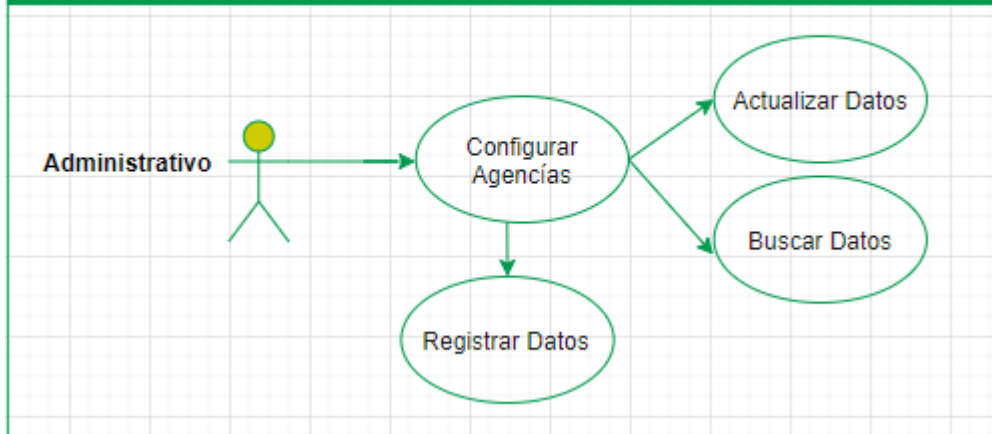 Actualizar Datos
Administrativo
Configurar
Agencías
Buscar Datos
Registrar Datos